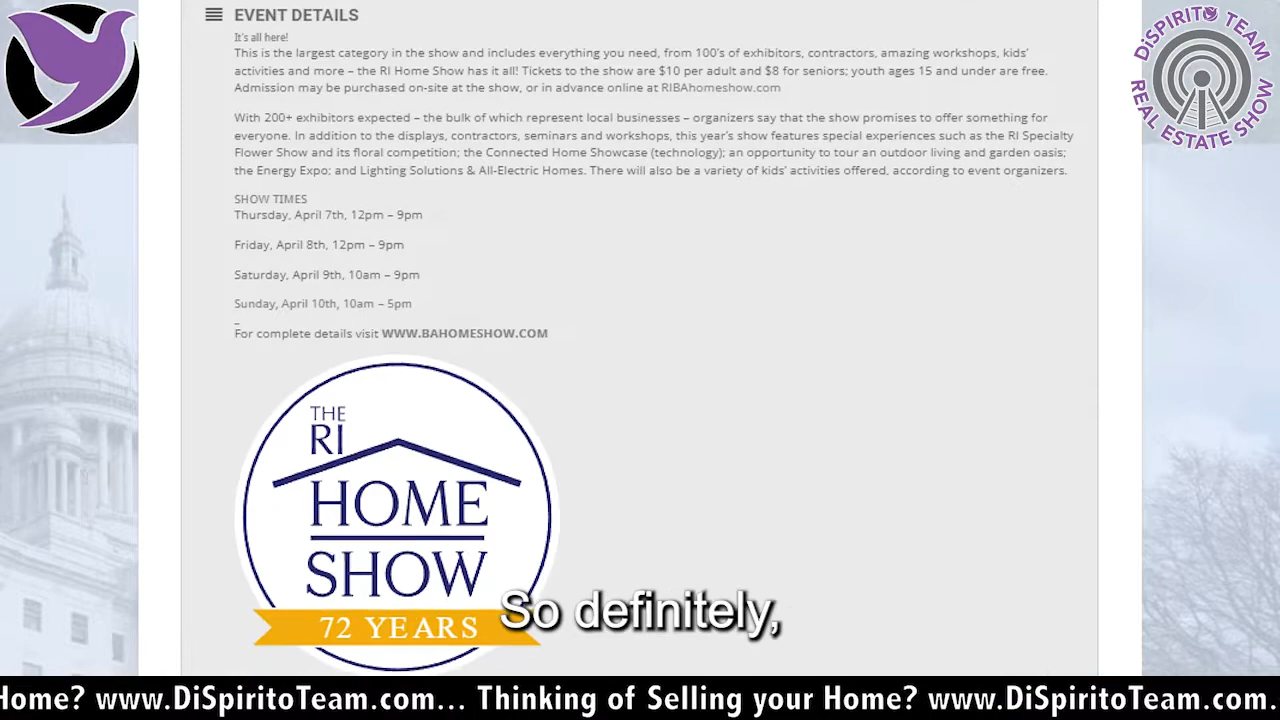 EVENT DETAILS
It's all here!
This is the largest category in the show and includes everything you need, from 100's of exhibitors, contractors, amazing workshops, kids'
activities and more – the RI Home Show has it all! Tickets to the show are $10 per adult and $8 for seniors; youth ages 15 and under are free.
Admission may be purchased on-site at the show, or in advance online at RIBAhomeshow.com
With 200+ exhibitors expected – the bulk of which represent local businesses – organizers say that the show promises to offer something for
everyone. In addition to the displays, contractors, seminars and workshops, this year's show features special experiences such as the RI Specialty
Flower Show and its floral competition; the Connected Home Showcase (technology); an opportunity to tour an outdoor living and garden oasis;
the Energy Expo; and Lighting Solutions & All-Electric Homes. There will also be a variety of kids' activities offered, according to event organizers.
SHOW TIMES
Thursday, April 7th, 12pm – 9pm
Friday, April 8th, 12pm – 9pm
Saturday, April 9th, 10am – 9pm
Sunday, April 10th, 10am – 5pm
–
For complete details visit WWW.BAHOMESHOW.COM
THE
RI
HOME
SHOW
72 YEARS
DiSPIRITO TEAM
REAL ESTATE SHOW
So definitely,
Home? www.DiSpiritoTeam.com... Thinking of Selling your Home? www.DiSpiritoTeam.com.